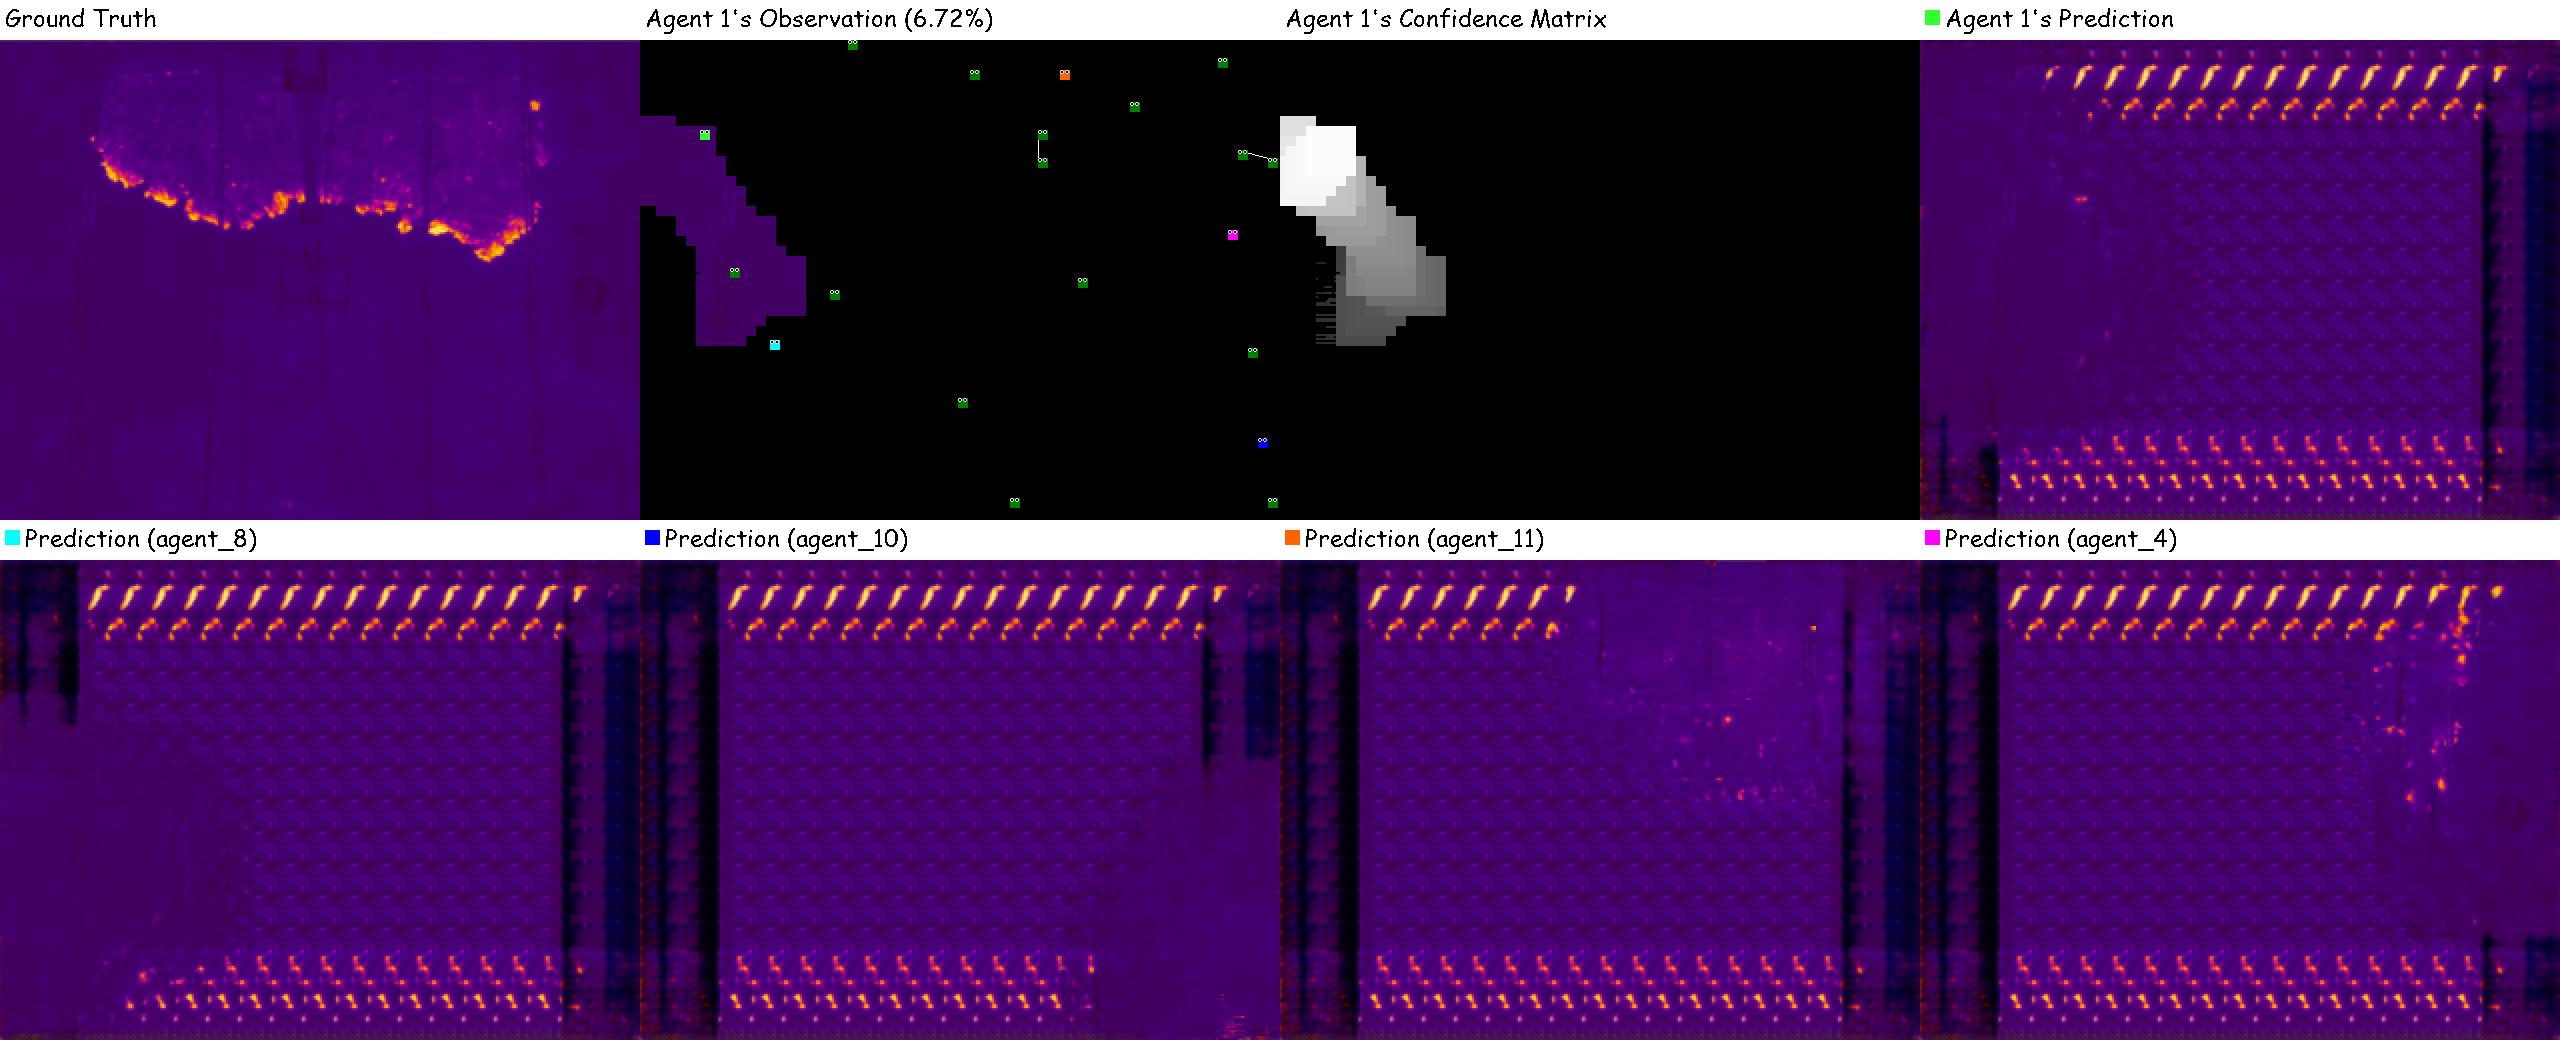 Ground Truth
Agent 1's Observation (6.72%)
Agent 1's Confidence Matrix
Agent 1's Prediction
Prediction (agent_8)
Prediction (agent_10)
Prediction (agent_11)
Prediction (agent_4)